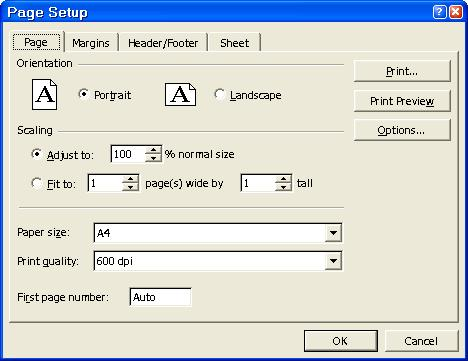 Page Setup
Page Margins Header/Footer Sheet
Orientation
A Portrait A Landscape
Print...
Print Preview
Options...
Scaling
Adjust to: 100 % normal size
Fit to: 1 page(s) wide by 1 tall
Paper size: A4
Print quality: 600 dpi
First page number: Auto
OK Cancel